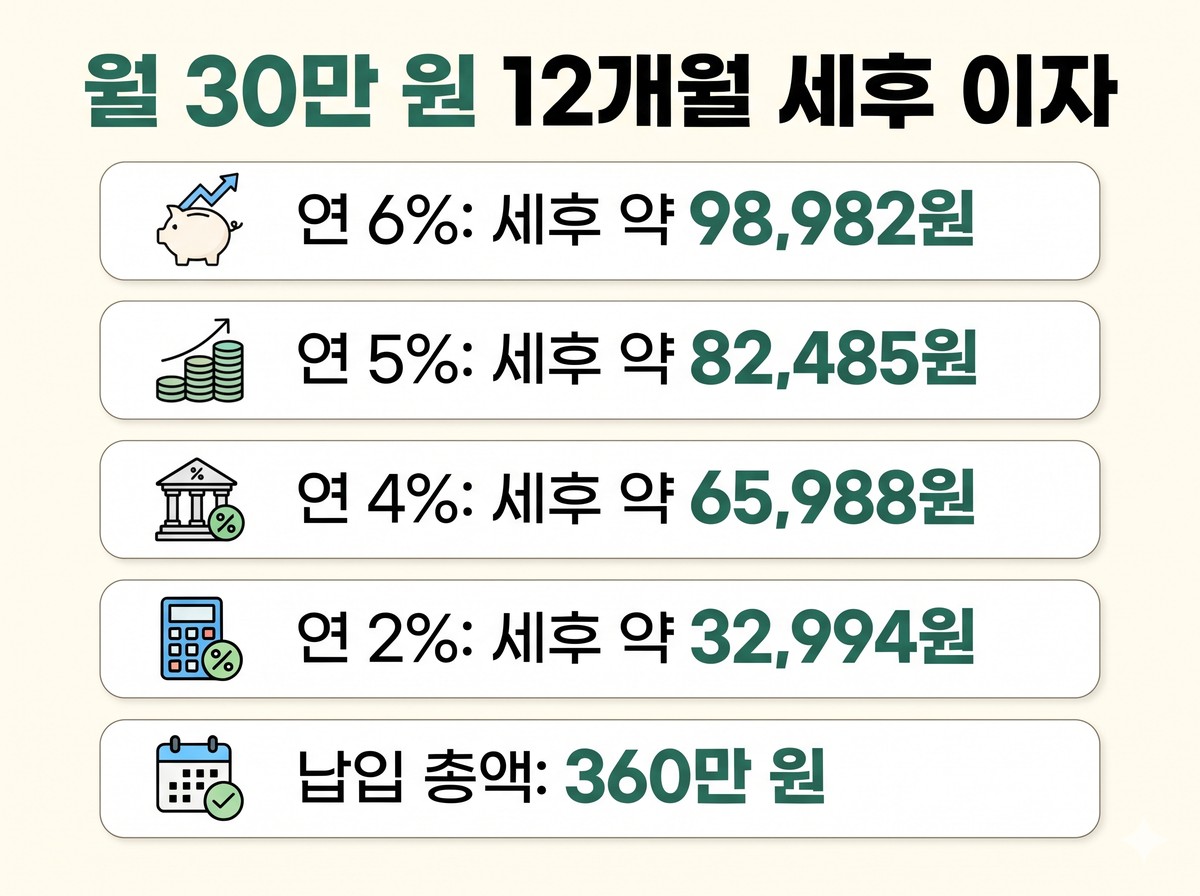 월 30만 원 12개월 세후 이자
연 6%: 세후 약 98,982원
연 5%: 세후 약 82,485원
%
%
연 4%: 세후 약 65,988원
%
연 2%: 세후 약 32,994원
납입 총액: 360만 원